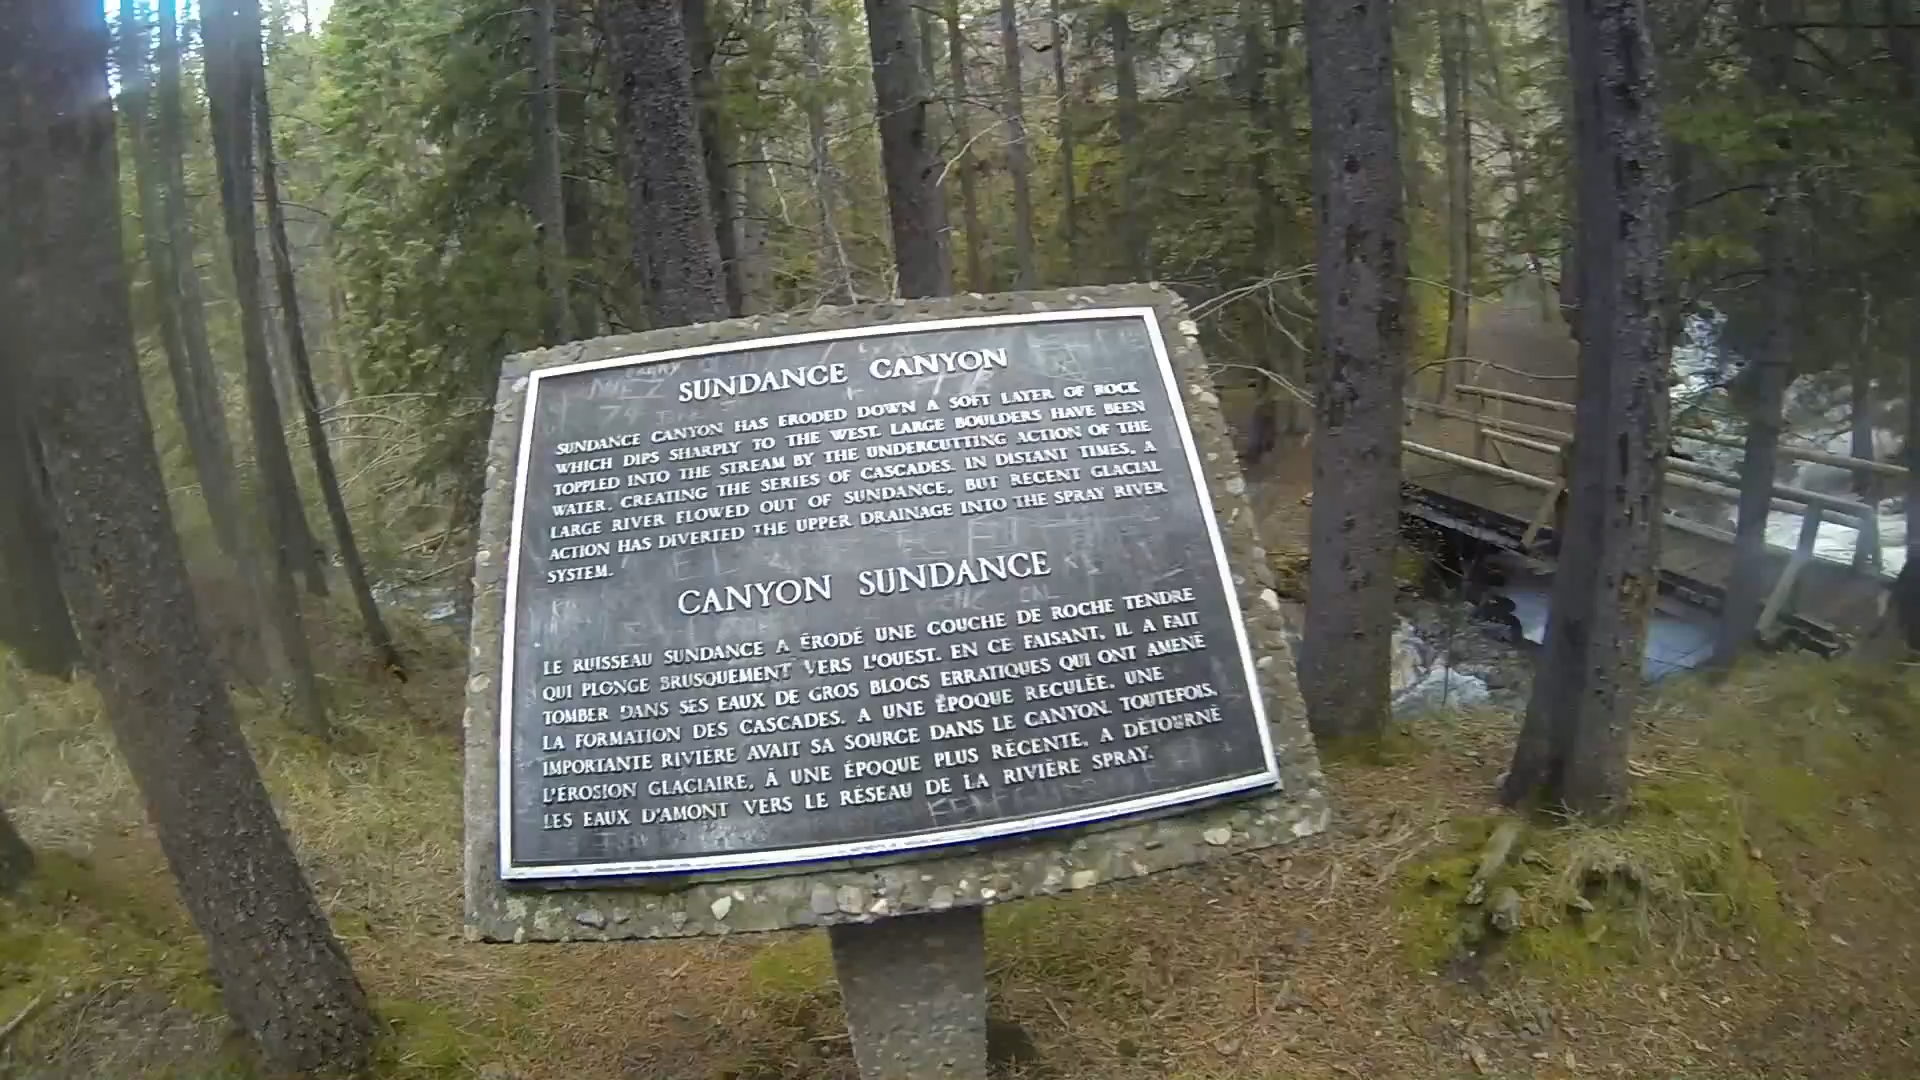 SUNDANCE CANYON
SUNDANCE CANYON HAS ERODED DOWN A SOFT LAYER OF ROCK
WHICH DIPS SHARPLY TO THE WEST. LARGE BOULDERS HAVE BEEN
TOPPLED INTO THE STREAM BY THE UNDERCUTTING ACTION OF THE
WATER, CREATING THE SERIES OF CASCADES. IN DISTANT TIMES, A
LARGE RIVER FLOWED OUT OF SUNDANCE, BUT RECENT GLACIAL
ACTION HAS DIVERTED THE UPPER DRAINAGE INTO THE SPRAY RIVER
SYSTEM.
CANYON SUNDANCE
LE RUISSEAU SUNDANCE A ÉRODÉ UNE COUCHE DE ROCHE TENDRE
QUI PLONGE BRUSQUEMENT VERS L'OUEST. EN CE FAISANT, IL A FAIT
TOMBER DANS SES EAUX DE GROS BLOCS ERRATIQUES QUI ONT AMENÉ
LA FORMATION DES CASCADES. A UNE ÉPOQUE RECULÉE, UNE
IMPORTANTE RIVIÈRE AVAIT SA SOURCE DANS LE CANYON. TOUTEFOIS,
L'ÉROSION GLACIAIRE, À UNE ÉPOQUE PLUS RÉCENTE, A DÉTOURNÉ
LES EAUX D'AMONT VERS LE RÉSEAU DE LA RIVIÈRE SPRAY.